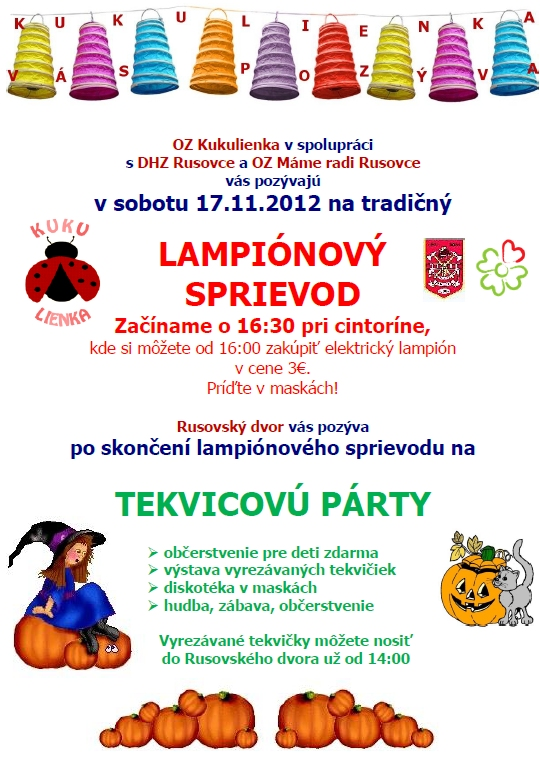 KUKULIENKA
VÁS POZÝVA
OZ Kukulienka v spolupráci
s DHZ Rusovce a OZ Máme radi Rusovce
vás pozývajú
v sobotu 17.11.2012 na tradičný
KUKU
LIENKA
LAMPIÓNOVÝ
SPRIEVOD
Začíname o 16:30 pri cintoríne,
kde si môžete od 16:00 zakúpiť elektrický lampión
v cene 3€.
Príďte v maskách!
Rusovský dvor vás pozýva
po skončení lampiónového sprievodu na
TEKVICOVÚ PÁRTY
➢ občerstvenie pre deti zdarma
➢ výstava vyrezávaných tekvičiek
➢ diskotéka v maskách
➢ hudba, zábava, občerstvenie
Vyrezávané tekvičky môžete nosiť
do Rusovského dvora už od 14:00